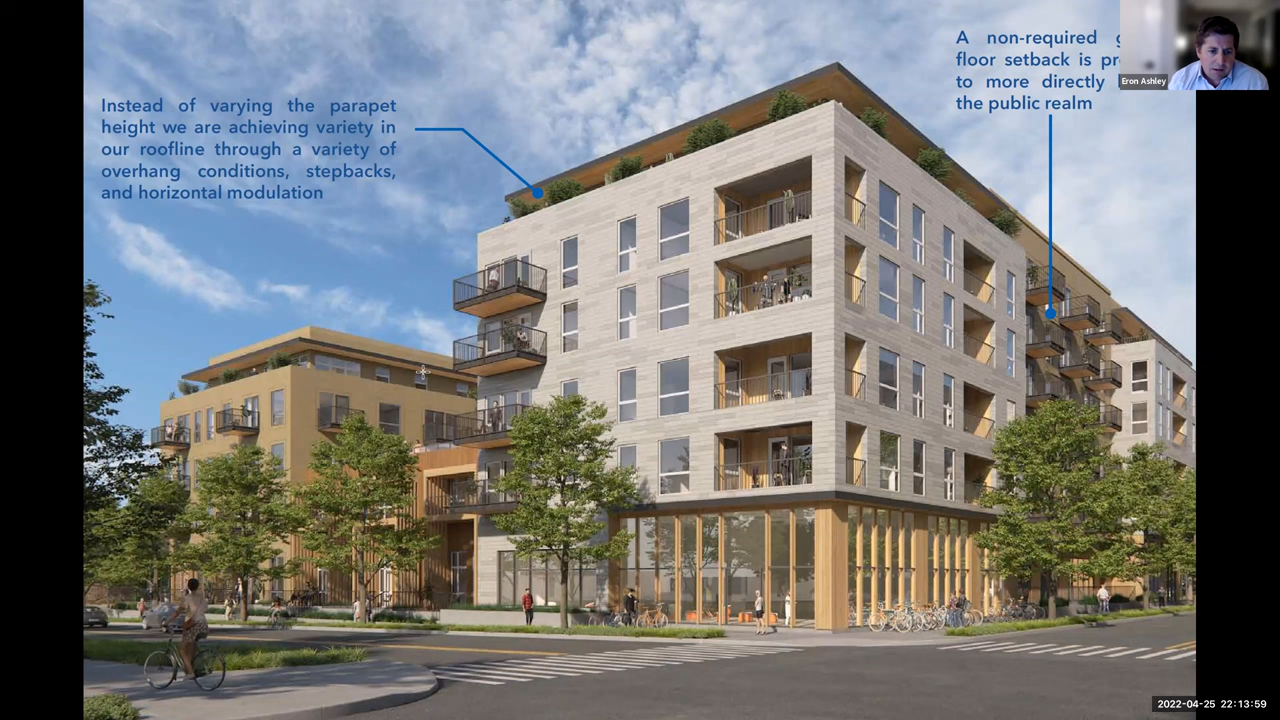 Instead of varying the parapet
height we are achieving variety in
our roofline through a variety of
overhang conditions, stepbacks,
and horizontal modulation
A non-required
floor setback is
to more directly
the public realm
Eron Ashley
2022-04-25 22:13:59